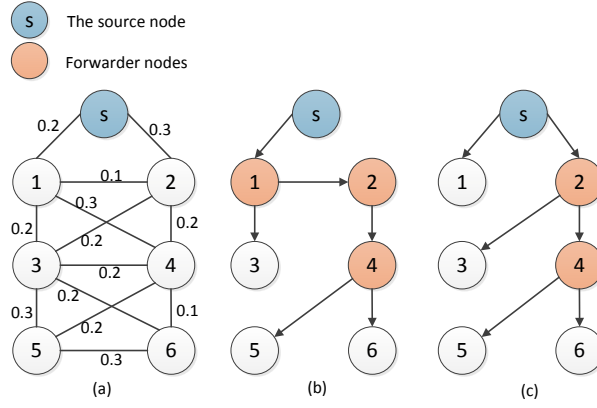 s The source node
Forwarder nodes
s s s
0.2 0.3
1 0.1 2 1 2 1 2
0.3
0.2 0.2
0.2
3 0.2 4 3 4 3 4
0.2
0.3 0.2 0.1
5 0.3 6 5 6 5 6
(a) (b) (c)